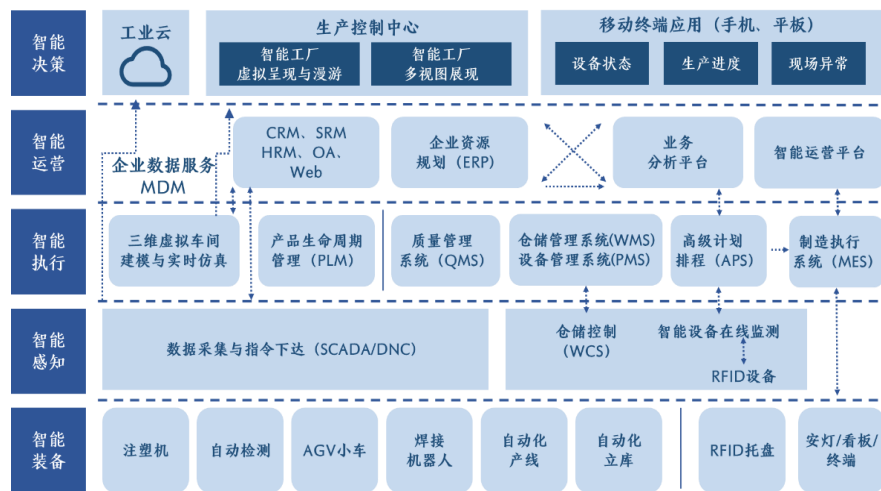 智能
决策
工业云
生产控制中心
智能工厂
虚拟呈现与漫游
智能工厂
多视图展现
移动终端应用（手机、平板）
设备状态
生产进度
现场异常
智能
运营
企业数据服务
MDM
CRM、SRM
HRM、OA、
Web
企业资源
规划（ERP）
业务
分析平台
智能运营平台
智能
执行
三维虚拟车间
建模与实时仿真
产品生命周期
管理（PLM）
质量管理
系统（QMS）
仓储管理系统(WMS)
设备管理系统(PMS)
高级计划
排程（APS）
制造执行
系统（MES）
智能
感知
数据采集与指令下达（SCADA/DNC）
仓储控制
（WCS）
智能设备在线监测
RFID设备
智能
装备
注塑机
自动检测
AGV小车
焊接
机器人
自动化
产线
自动化
立库
RFID托盘
安灯/看板/
终端